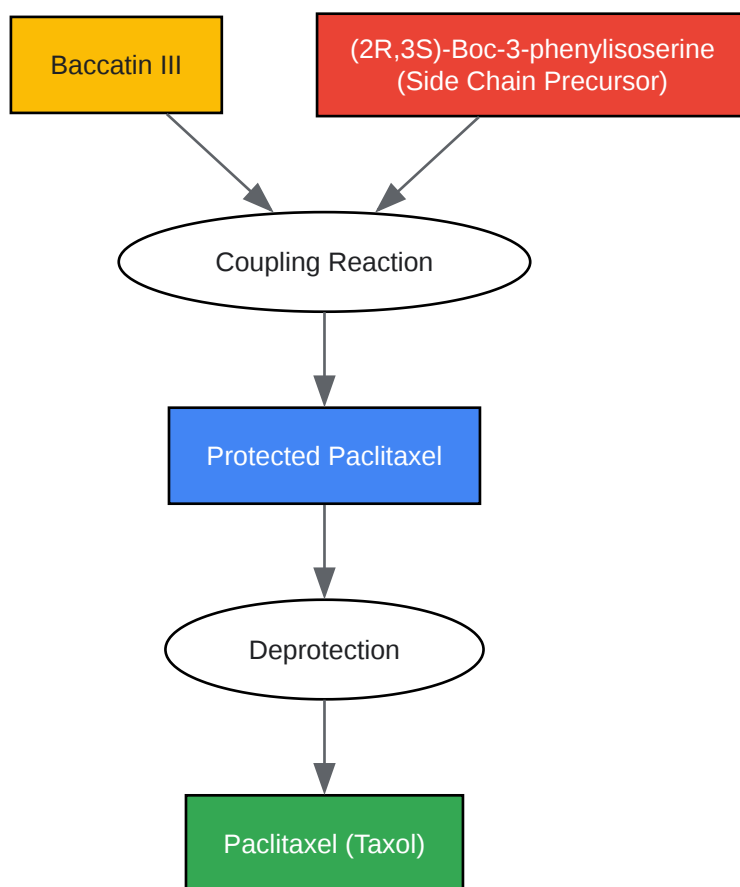 Baccatin III
(2R,3S)-Boc-3-phenylisoserine
(Side Chain Precursor)
Coupling Reaction
Protected Paclitaxel
Deprotection
Paclitaxel (Taxol)